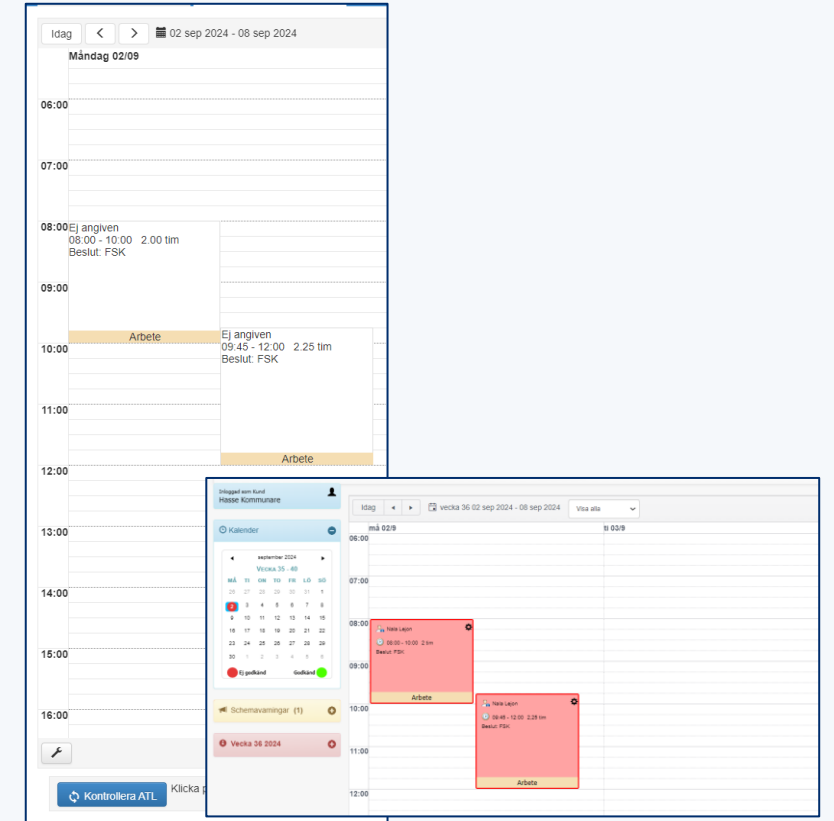 Idag 02 sep 2024 - 08 sep 2024
Måndag 02/09
06:00
07:00
08:00
Ej angiven
08:00 - 10:00 2.00 tim
Beslut: FSK
09:00
Arbete
Ej angiven
10:00
09:45 - 12:00 2.25 tim
Beslut: FSK
11:00
Arbete
12:00
13:00
14:00
15:00
16:00
Kontrollera ATL Klicka p
Inloggad som Kund
Hasse Kommunare
Idag vecka 36 02 sep 2024 - 08 sep 2024 Visa alla
Kalender
september 2024
Vecka 35 - 40
MÅ TI ON TO FR LÖ SÖ
26 27 28 29 30 31 1
2 3 4 5 6 7 8
9 10 11 12 13 14 15
16 17 18 19 20 21 22
23 24 25 26 27 28 29
30 1 2 3 4 5 6
Ej godkänd Godkänd
Schemavarningar (1)
Vecka 36 2024
må 02/9 ti 03/9
06:00
07:00
08:00
Nala Lejon
08:00 - 10:00 2 tim
Beslut: FSK
09:00
Arbete
10:00
Nala Lejon
09:45 - 12:00 2.25 tim
Beslut: FSK
11:00
Arbete
12:00